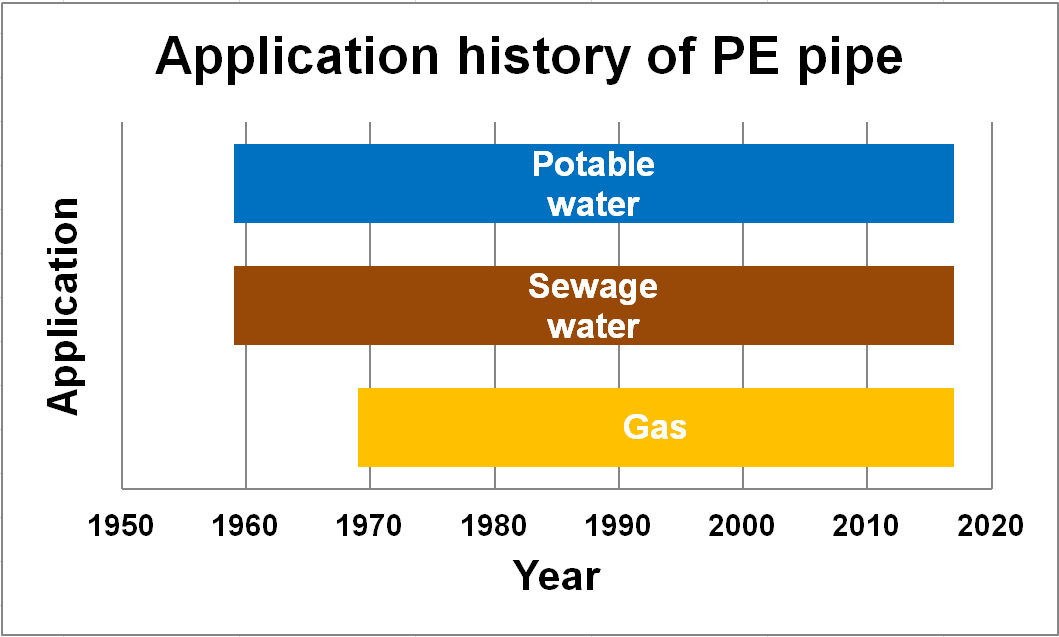 Application history of PE pipe
Application
Potable
water
Sewage
water
Gas
1950 1960 1970 1980 1990 2000 2010 2020
Year